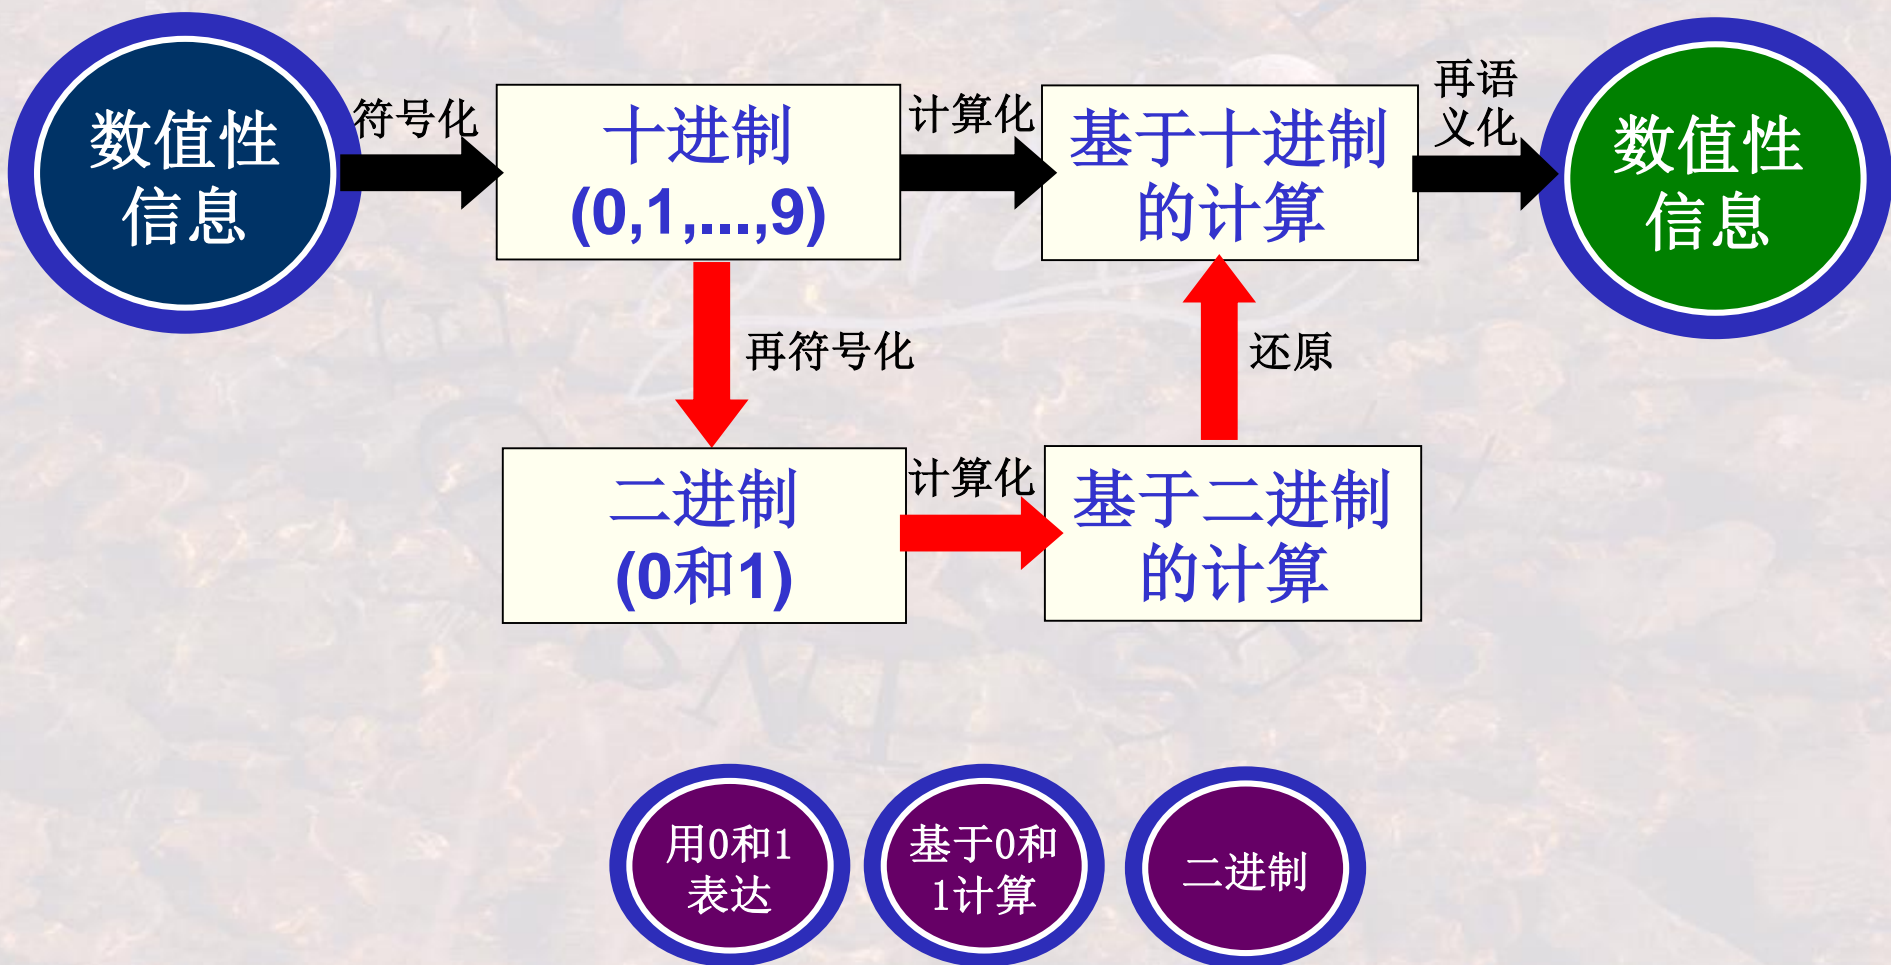 数值性
信息
符号化
十进制
(0,1,...,9)
计算化
基于十进制
的计算
再语
义化
数值性
信息
再符号化
还原
二进制
(0和1)
计算化
基于二进制
的计算
用0和1
表达
基于0和
1计算
二进制